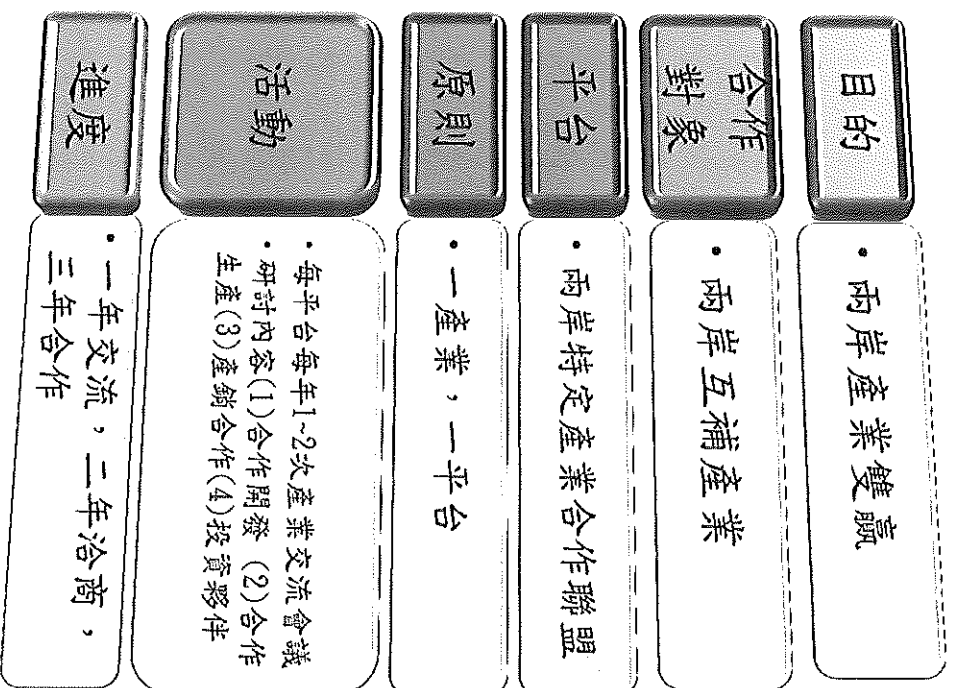 目的
• 兩岸產業雙贏
合作
對象
• 兩岸互補產業
平台
• 兩岸特定產業合作聯盟
原則
• 一產業，一平台
活動
• 每平台每年1~2次產業交流會議
• 研討內容(1)合作開發 (2)合作
生產(3)產銷合作(4)投資夥伴
進度
• 一年交流，二年洽商，
三年合作